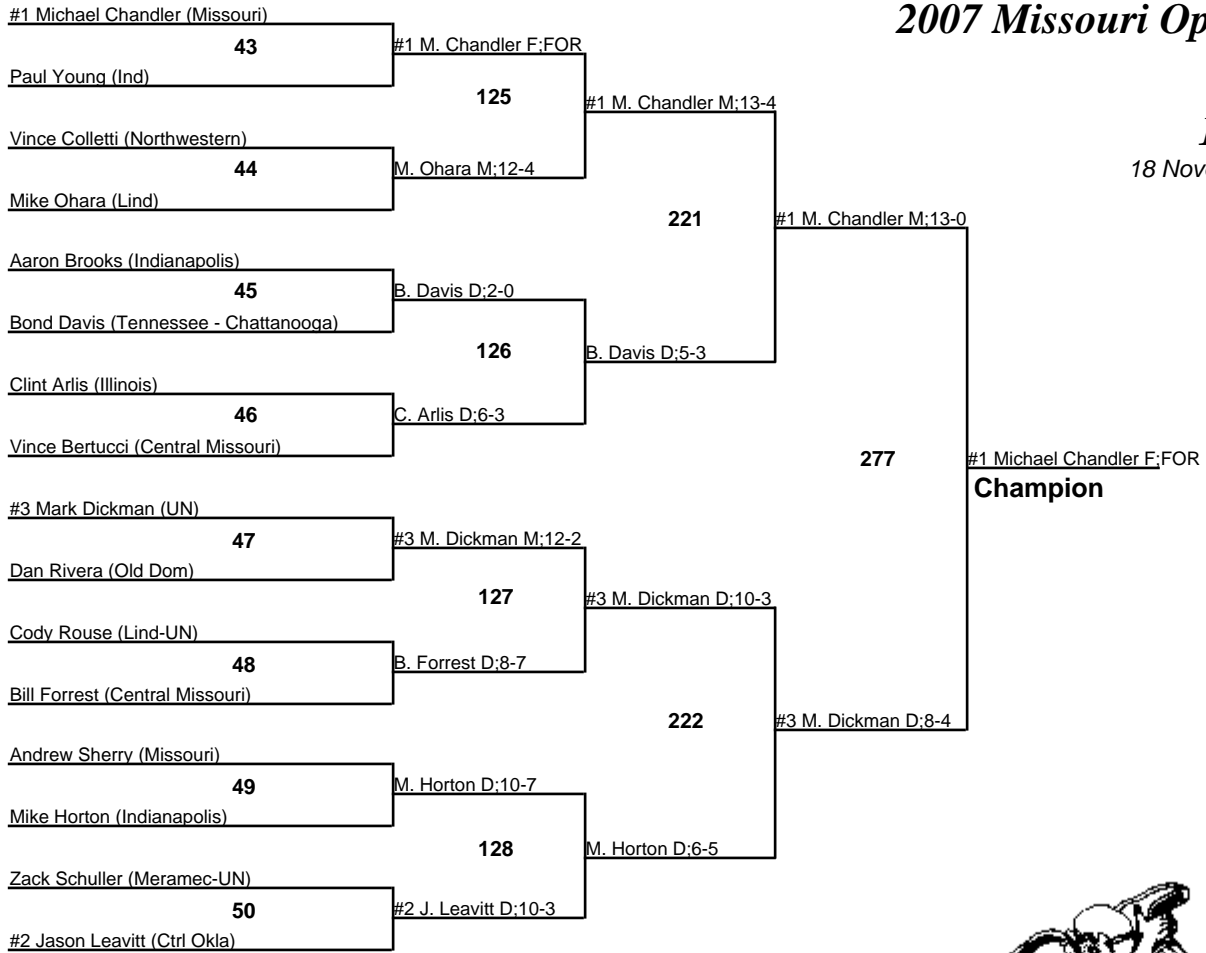 2007 Missouri Op
18 Nov
#1 Michael Chandler (Missouri)
43
Paul Young (Ind)
#1 M. Chandler F;FOR
125
Vince Colletti (Northwestern)
44
Mike Ohara (Lind)
M. Ohara M;12-4
#1 M. Chandler M;13-4
221
Aaron Brooks (Indianapolis)
45
Bond Davis (Tennessee - Chattanooga)
B. Davis D;2-0
126
Clint Arlis (Illinois)
46
Vince Bertucci (Central Missouri)
C. Arlis D;6-3
B. Davis D;5-3
#1 M. Chandler M;13-0
277
#1 Michael Chandler F;FOR
Champion
#3 Mark Dickman (UN)
47
Dan Rivera (Old Dom)
#3 M. Dickman M;12-2
127
Cody Rouse (Lind-UN)
48
Bill Forrest (Central Missouri)
B. Forrest D;8-7
#3 M. Dickman D;10-3
222
#3 M. Dickman D;8-4
Andrew Sherry (Missouri)
49
Mike Horton (Indianapolis)
M. Horton D;10-7
128
Zack Schuller (Meramec-UN)
50
#2 Jason Leavitt (Ctrl Okla)
#2 J. Leavitt D;10-3
M. Horton D;6-5